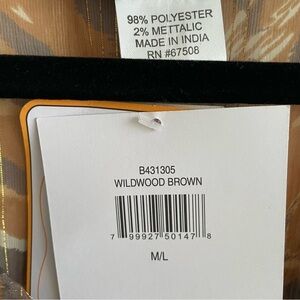 98% POLYESTER
2% METTALIC
MADE IN INDIA
RN #67508
B431305
WILDWOOD BROWN
7 99927 50147 8
M/L